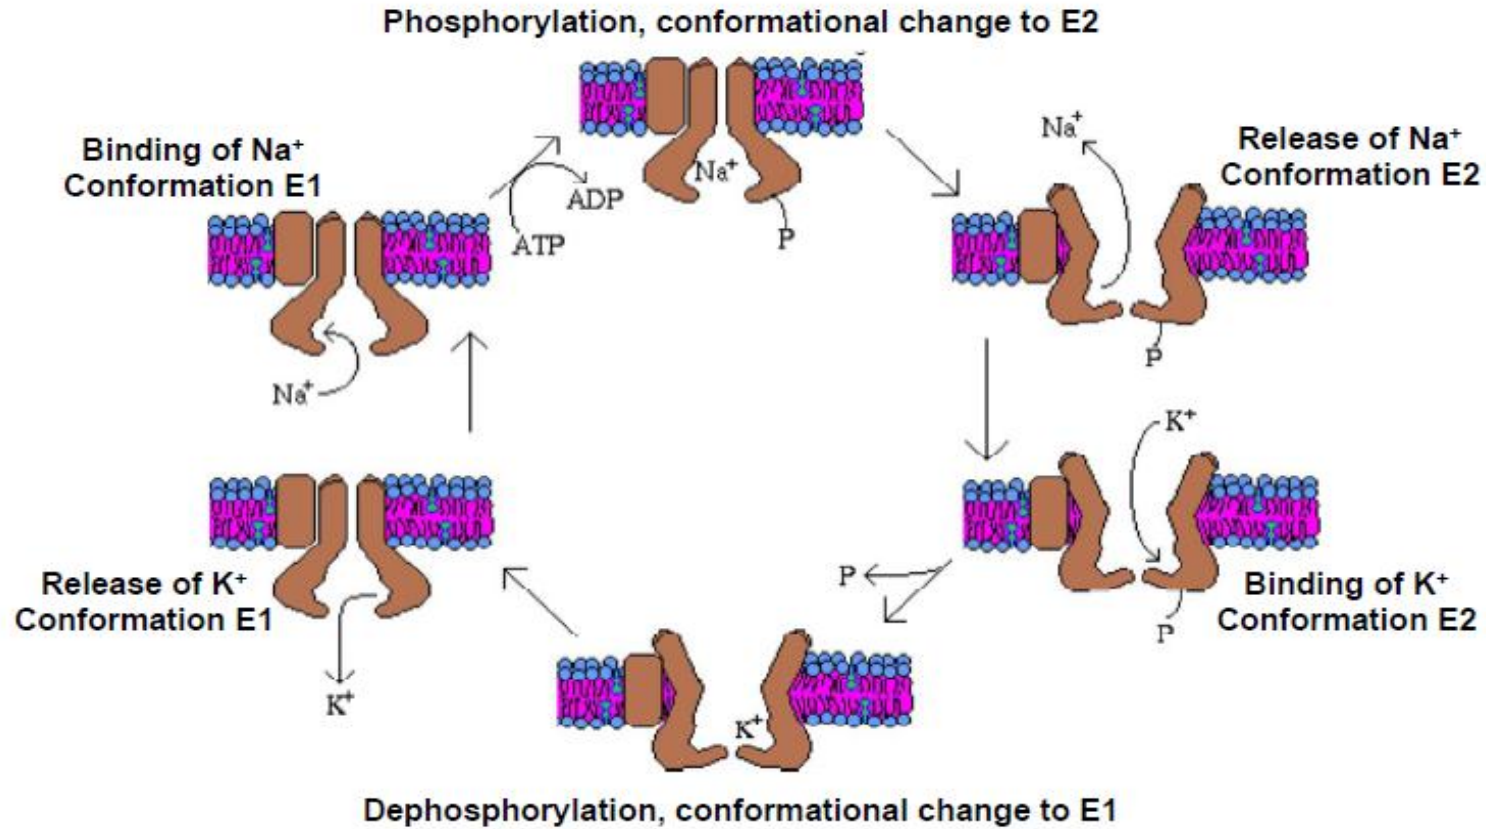 Phosphorylation, conformational change to E2
Binding of Na⁺
Conformation E1
Na⁺
ADP
ATP
P
Na⁺
Release of Na⁺
Conformation E2
P
Na⁺
K⁺
Binding of K⁺
Conformation E2
P
P
Release of K⁺
Conformation E1
K⁺
K⁺
Dephosphorylation, conformational change to E1